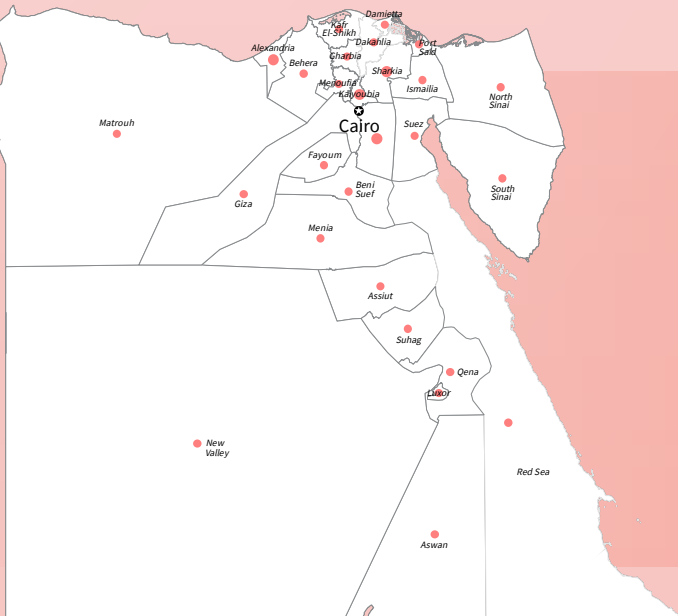 Damietta
Kafr
El-Shikh
Alexandria
Dakahlia
Port
Said
Gharbia
Behera
Sharkia
Menoufia
Kalyoubia
Ismailia
North
Sinai
Matrouh
Cairo
Suez
Fayoum
Beni
Suef
South
Sinai
Giza
Menia
Assiut
Suhag
Qena
Luxor
New
Valley
Red Sea
Aswan